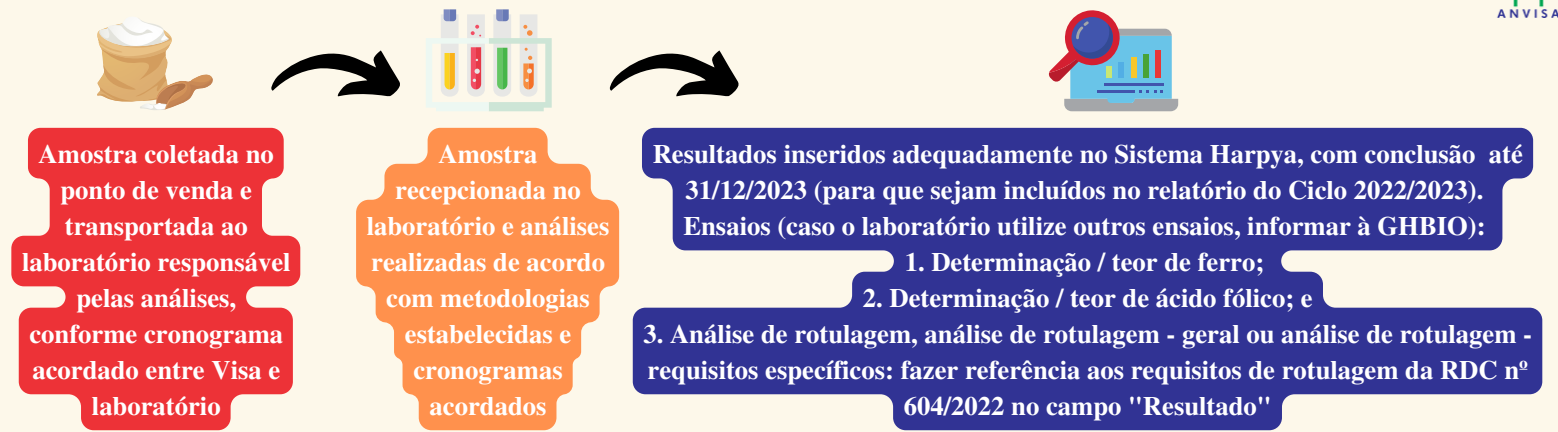 ANVISA
Amostra coletada no
ponto de venda e
transportada ao
laboratório responsável
pelas análises,
conforme cronograma
acordado entre Visa e
laboratório
Amostra
recepcionada no
laboratório e análises
realizadas de acordo
com metodologias
estabelecidas e
cronogramas
acordados
Resultados inseridos adequadamente no Sistema Harpya, com conclusão até
31/12/2023 (para que sejam incluídos no relatório do Ciclo 2022/2023).
Ensaios (caso o laboratório utilize outros ensaios, informar à GHBIO):
1. Determinação / teor de ferro;
2. Determinação / teor de ácido fólico; e
3. Análise de rotulagem, análise de rotulagem - geral ou análise de rotulagem -
requisitos específicos: fazer referência aos requisitos de rotulagem da RDC nº
604/2022 no campo "Resultado"